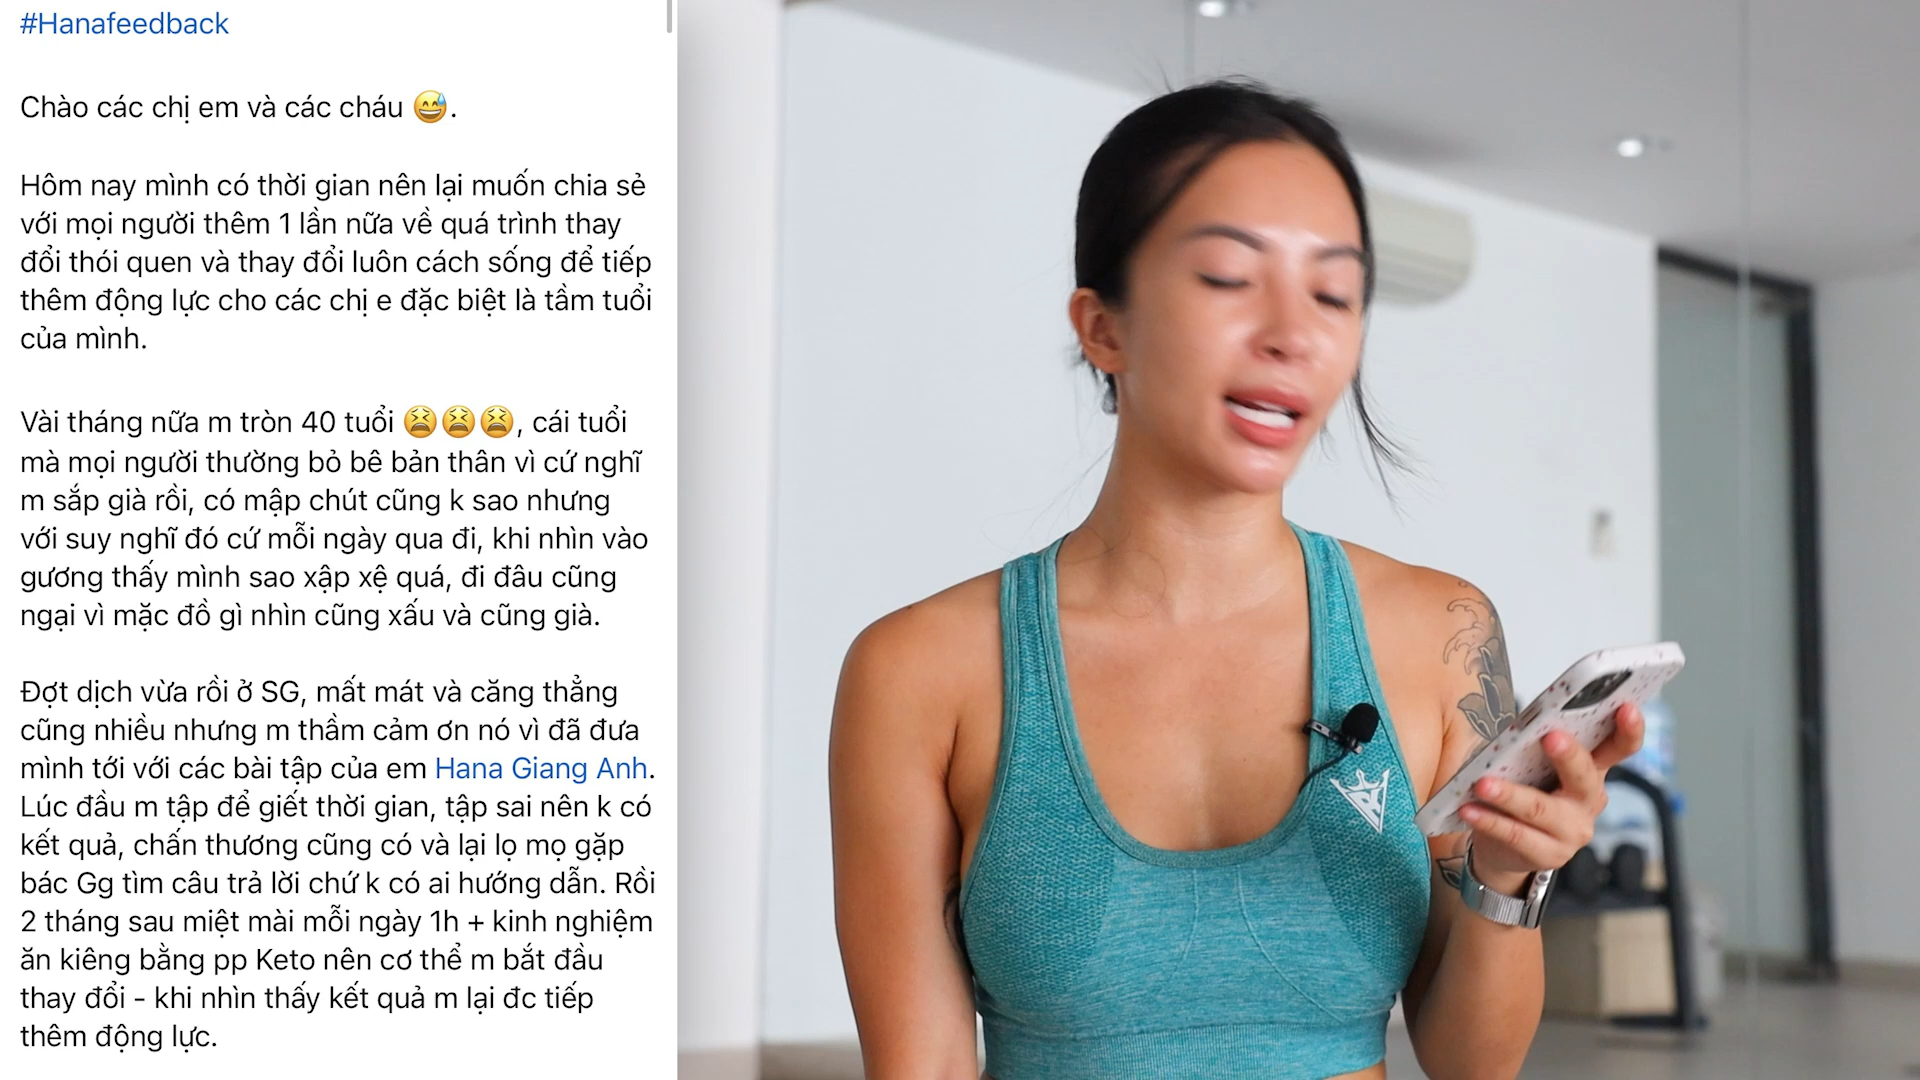 #Hanafeedback
Chào các chị em và các cháu 😅.
Hôm nay mình có thời gian nên lại muốn chia sẻ
với mọi người thêm 1 lần nữa về quá trình thay
đổi thói quen và thay đổi luôn cách sống để tiếp
thêm động lực cho các chị e đặc biệt là tầm tuổi
của mình.
Vài tháng nữa m tròn 40 tuổi 😫😫😫, cái tuổi
mà mọi người thường bỏ bê bản thân vì cứ nghĩ
m sắp già rồi, có mập chút cũng k sao nhưng
với suy nghĩ đó cứ mỗi ngày qua đi, khi nhìn vào
gương thấy mình sao xập xệ quá, đi đâu cũng
ngại vì mặc đồ gì nhìn cũng xấu và cũng già.
Đợt dịch vừa rồi ở SG, mất mát và căng thẳng
cũng nhiều nhưng m thầm cảm ơn nó vì đã đưa
mình tới với các bài tập của em Hana Giang Anh.
Lúc đầu m tập để giết thời gian, tập sai nên k có
kết quả, chấn thương cũng có và lại lọ mọ gặp
bác Gg tìm câu trả lời chứ k có ai hướng dẫn. Rồi
2 tháng sau miệt mài mỗi ngày 1h + kinh nghiệm
ăn kiêng bằng pp Keto nên cơ thể m bắt đầu
thay đổi - khi nhìn thấy kết quả m lại đc tiếp
thêm động lực.